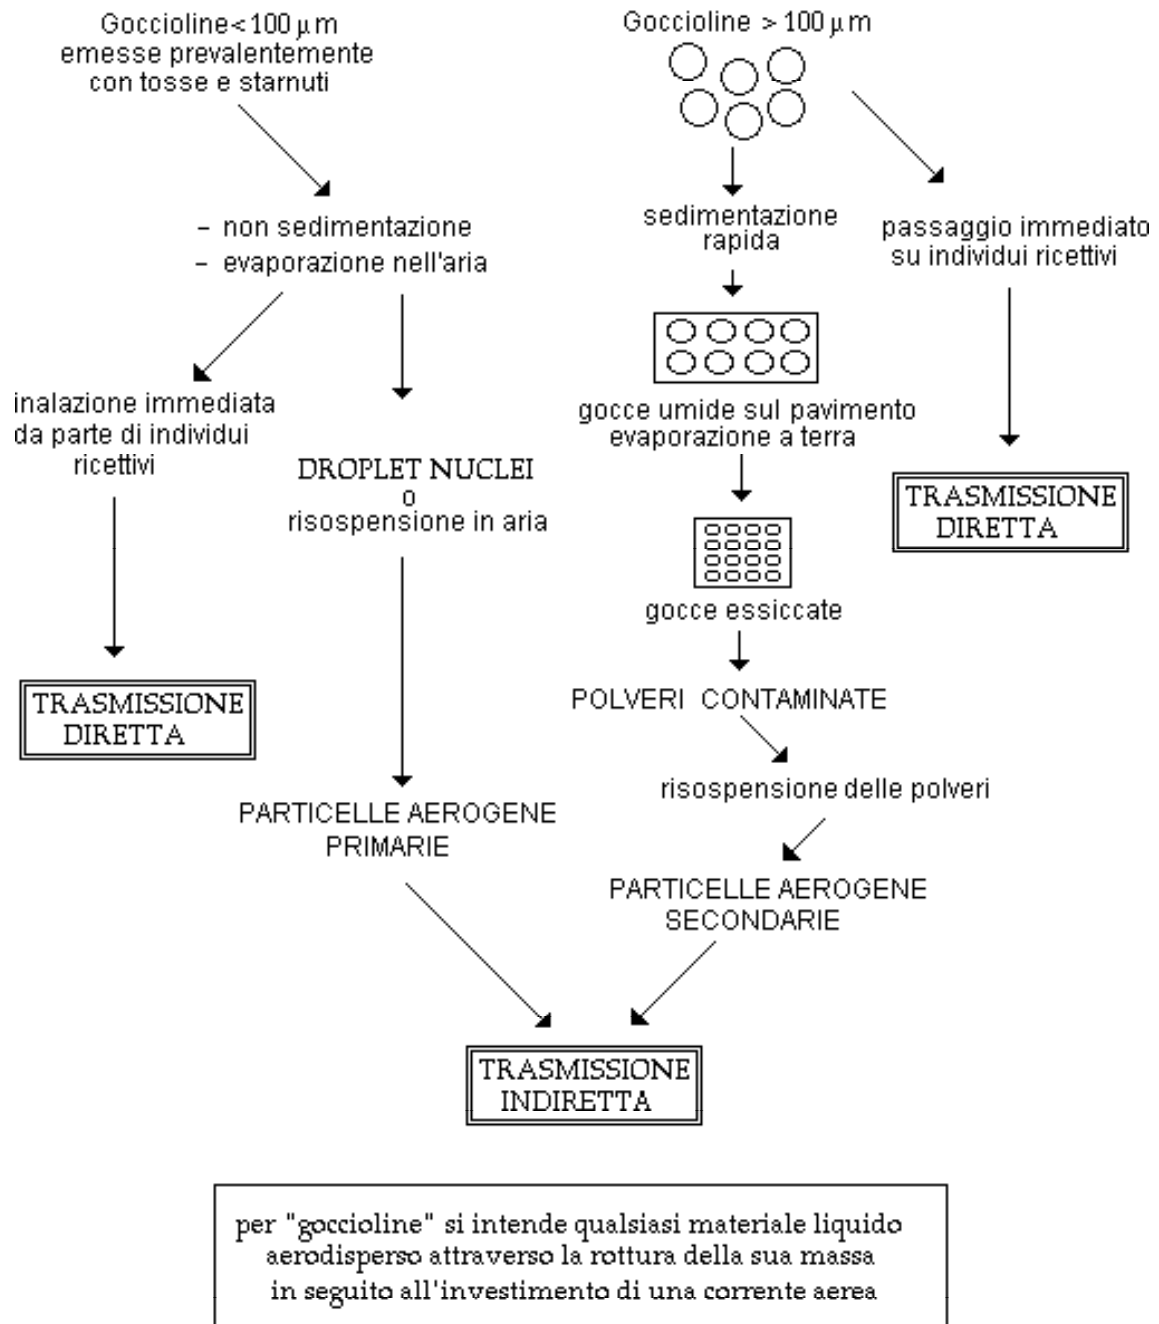 Goccioline<100 μm
emesse prevalentemente
con tosse e starnuti
Goccioline >100 μm
– non sedimentazione
– evaporazione nell'aria
sedimentazione
rapida
passaggio immediato
su individui ricettivi
inalazione immediata
da parte di individui
ricettivi
DROPLET NUCLEI
o
risospensione in aria
gocce umide sul pavimento
evaporazione a terra
TRASMISSIONE
DIRETTA
gocce essiccate
TRASMISSIONE
DIRETTA
POLVERI CONTAMINATE
risospensione delle polveri
PARTICELLE AEROGENE
PRIMARIE
PARTICELLE AEROGENE
SECONDARIE
TRASMISSIONE
INDIRETTA
per "goccioline" si intende qualsiasi materiale liquido
aerodisperso attraverso la rottura della sua massa
in seguito all'investimento di una corrente aerea